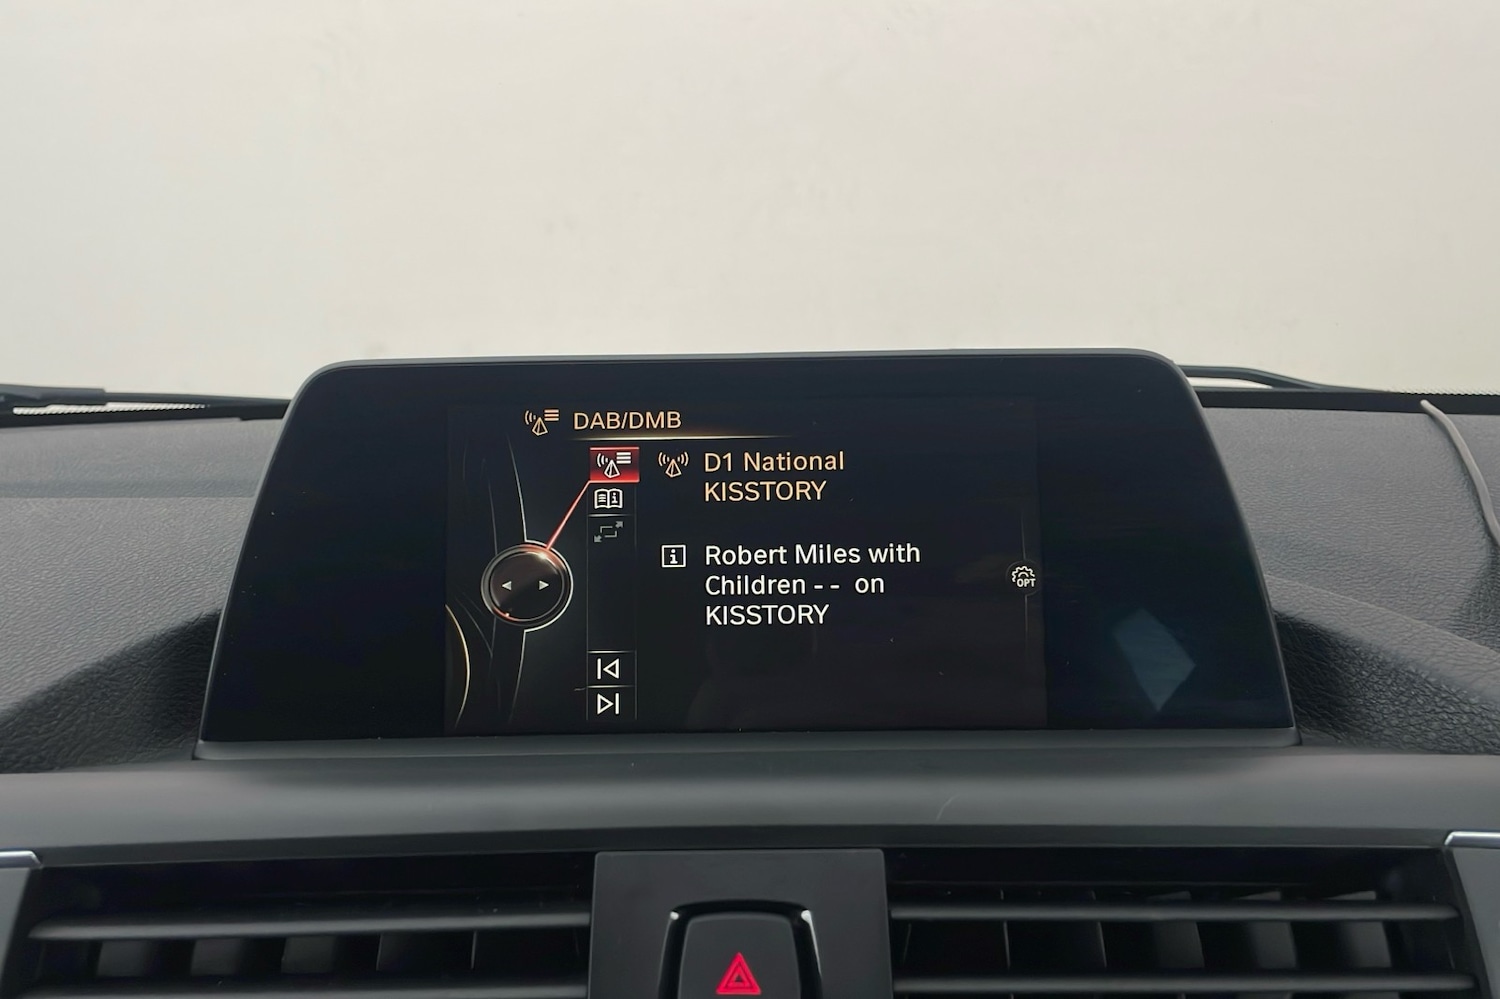 DAB/DMB
D1 National
KISSTORY
Robert Miles with
Children - -  on
KISSTORY
OPT